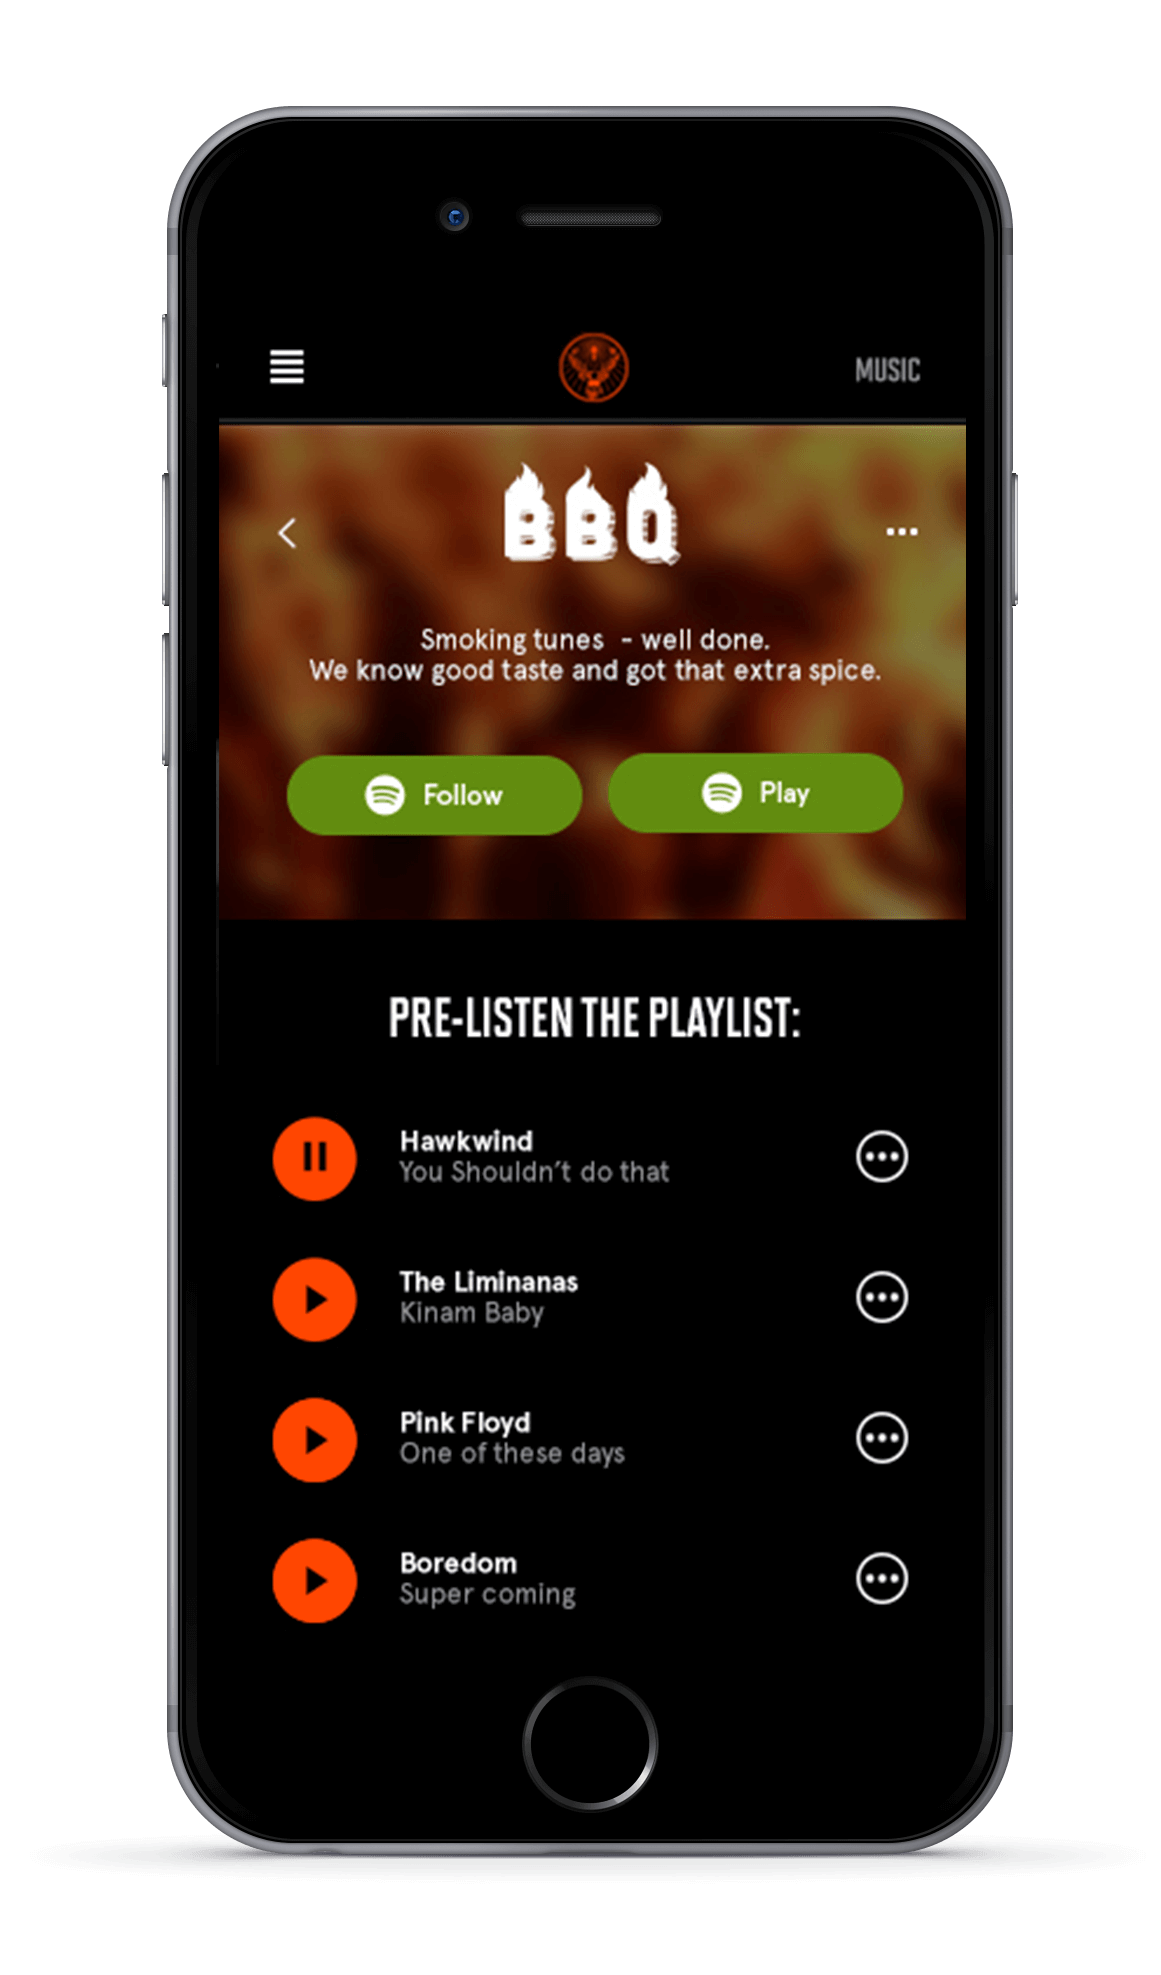 MUSIC
BBQ
Smoking tunes - well done.
We know good taste and got that extra spice.
Follow
Play
PRE-LISTEN THE PLAYLIST:
Hawkwind
You Shouldn’t do that
The Liminanas
Kinam Baby
Pink Floyd
One of these days
Boredom
Super coming